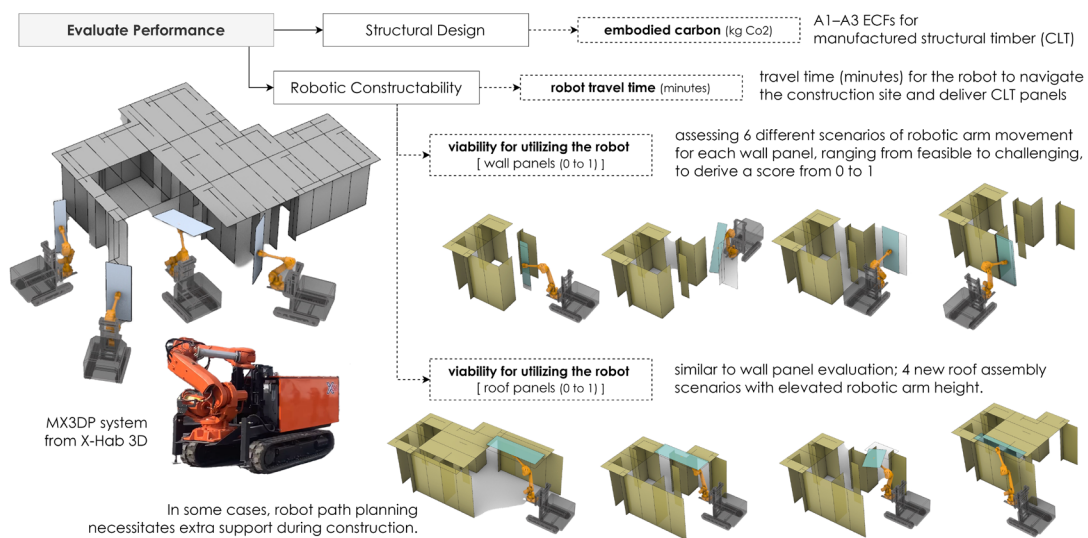 Evaluate Performance
Structural Design
embodied carbon (kg Co2)
A1–A3 ECFs for
manufactured structural timber (CLT)
Robotic Constructability
robot travel time (minutes)
travel time (minutes) for the robot to navigate
the construction site and deliver CLT panels
viability for utilizing the robot
[ wall panels (0 to 1) ]
assessing 6 different scenarios of robotic arm movement
for each wall panel, ranging from feasible to challenging,
to derive a score from 0 to 1
viability for utilizing the robot
[ roof panels (0 to 1) ]
similar to wall panel evaluation; 4 new roof assembly
scenarios with elevated robotic arm height.
MX3DP system
from X-Hab 3D
In some cases, robot path planning
necessitates extra support during construction.